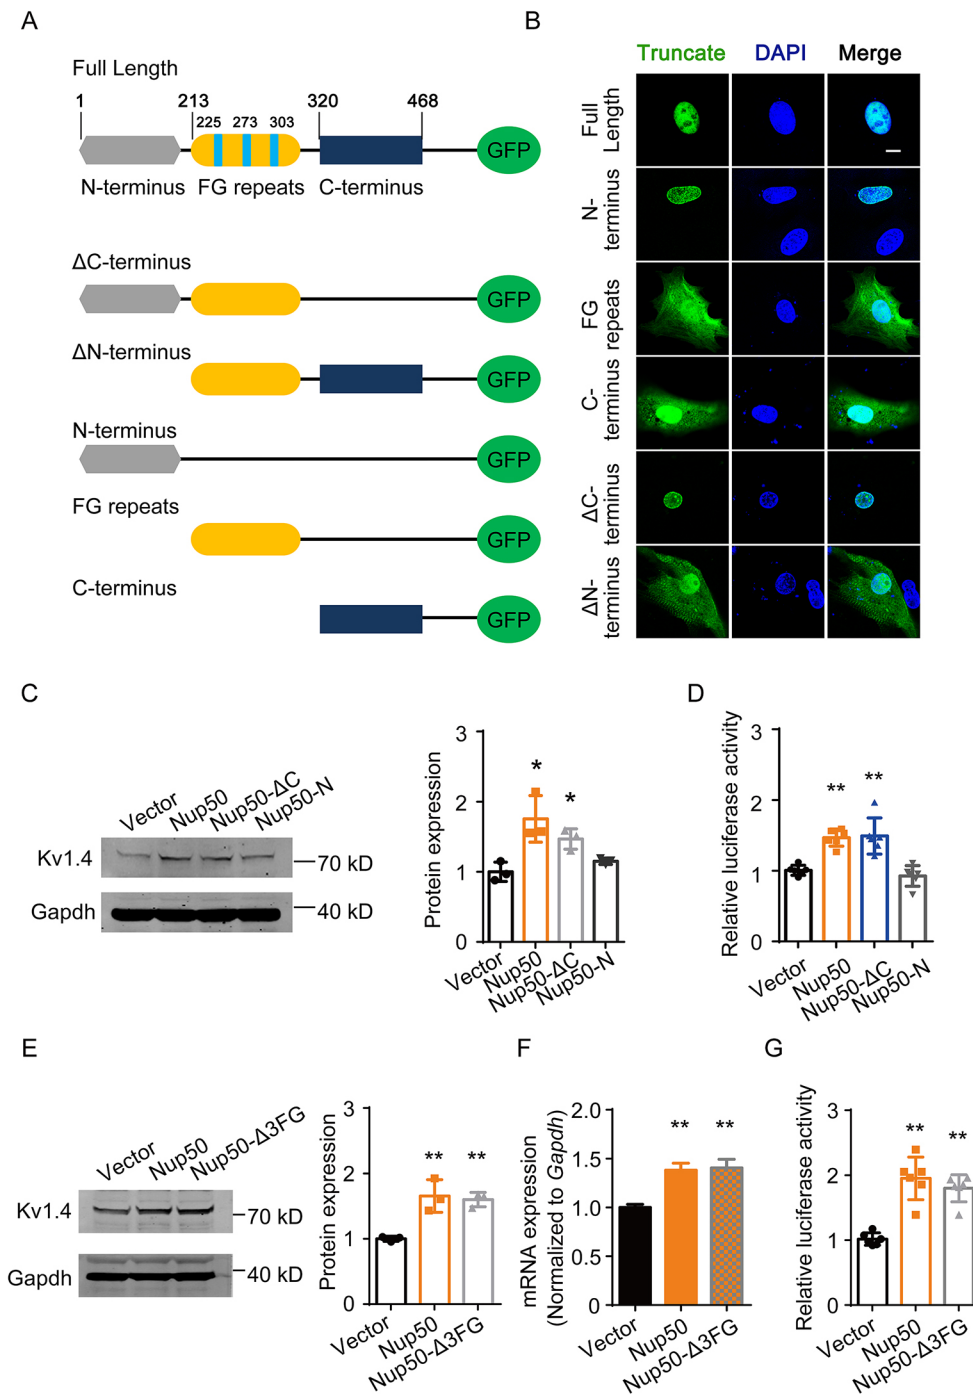 A
Full Length
1 213 320 468
225 273 303
GFP
N-terminus FG repeats C-terminus
ΔC-terminus
GFP
ΔN-terminus
GFP
N-terminus
GFP
FG repeats
GFP
C-terminus
GFP
B
Truncate DAPI Merge
Full
Length
N-
terminus
FG
repeats
C-
terminus
ΔC-
terminus
ΔN-
terminus
C
Vector Nup50 Nup50-ΔC Nup50-N
Kv1.4 70 kD
Gapdh 40 kD
Protein expression
3
2
1
0
* *
Vector Nup50 Nup50-ΔC Nup50-N
D
Relative luciferase activity
3
2
1
0
** **
Vector Nup50 Nup50-ΔC Nup50-N
E
Vector Nup50 Nup50-Δ3FG
Kv1.4 70 kD
Gapdh 40 kD
Protein expression
3
2
1
0
** **
Vector Nup50 Nup50-Δ3FG
F
mRNA expression
(Normalized to Gapdh)
2.0
1.5
1.0
0.5
0.0
** **
Vector Nup50 Nup50-Δ3FG
G
Relative luciferase activity
3
2
1
0
** **
Vector Nup50 Nup50-Δ3FG